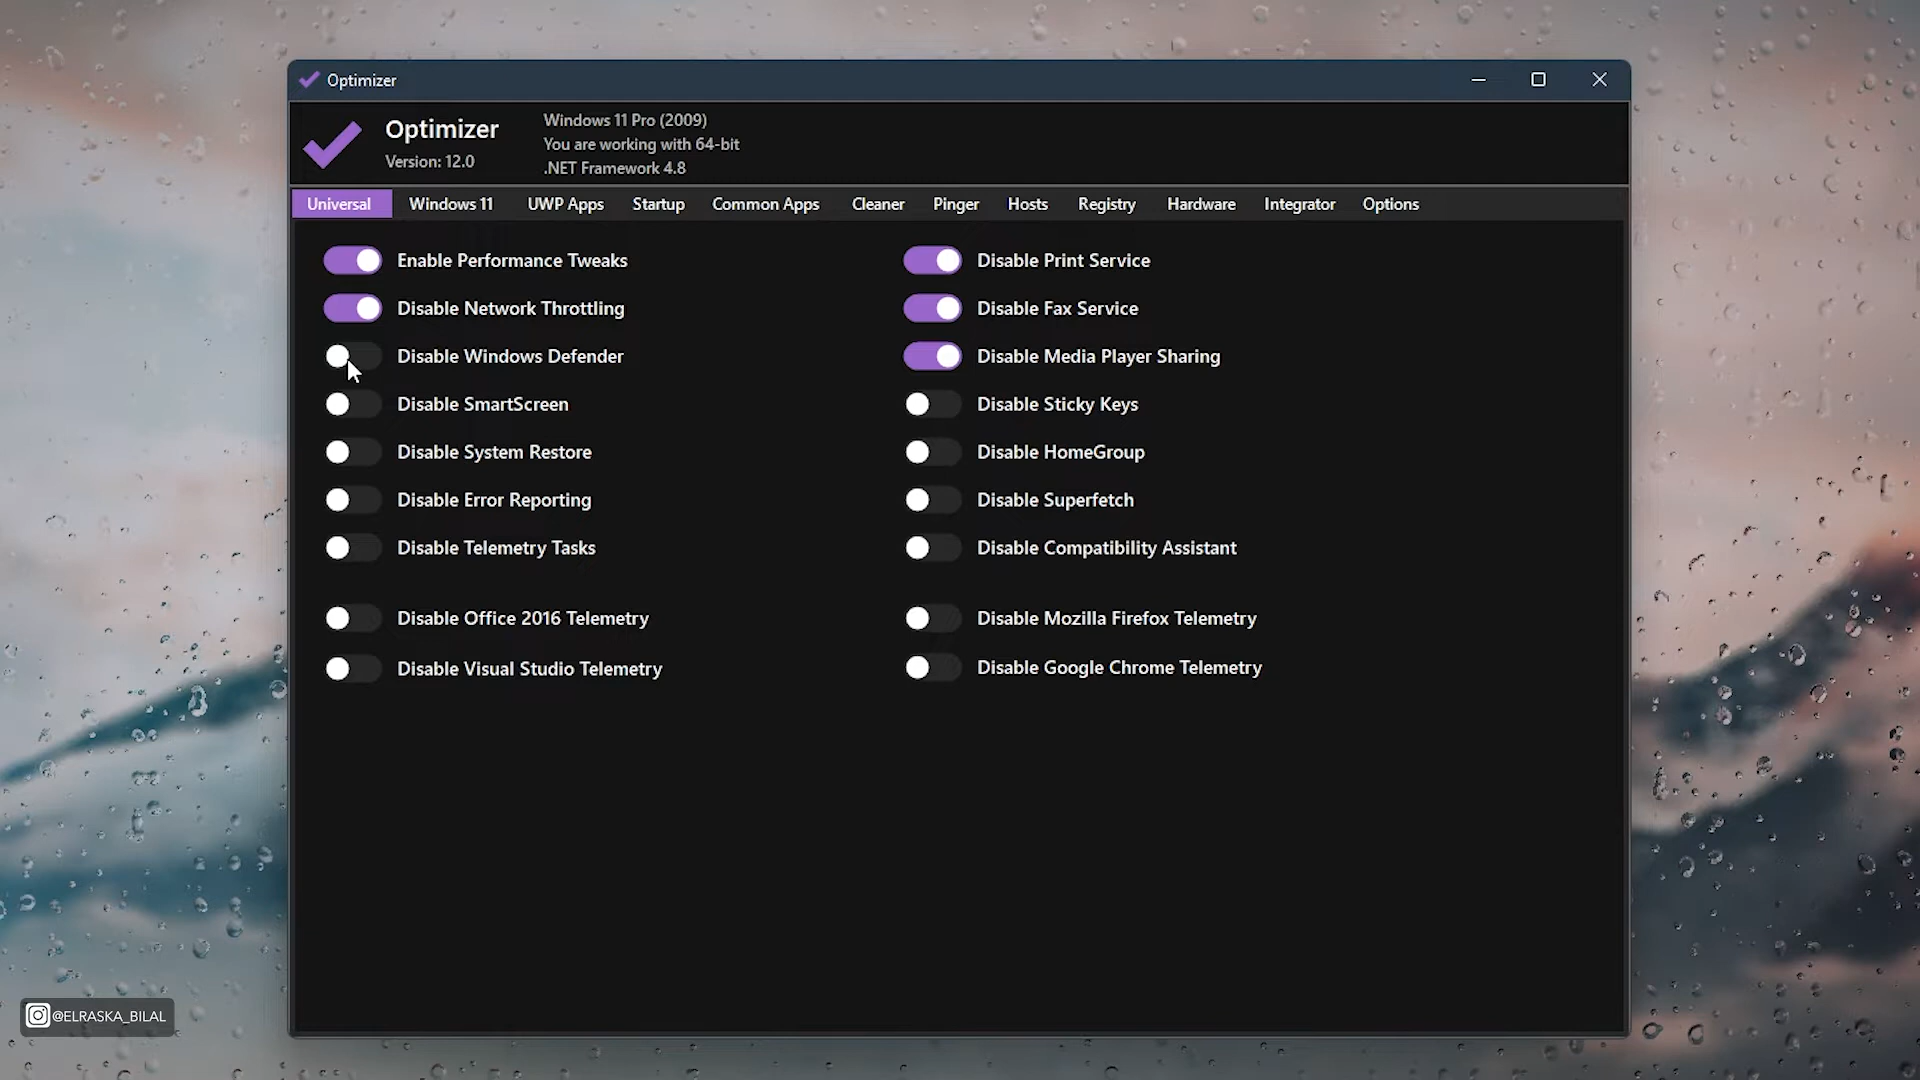 Optimizer
Optimizer
Version: 12.0
Windows 11 Pro (2009)
You are working with 64-bit
.NET Framework 4.8
Universal Windows 11 UWP Apps Startup Common Apps Cleaner Pinger Hosts Registry Hardware Integrator Options
Enable Performance Tweaks
Disable Network Throttling
Disable Windows Defender
Disable SmartScreen
Disable System Restore
Disable Error Reporting
Disable Telemetry Tasks
Disable Office 2016 Telemetry
Disable Visual Studio Telemetry
Disable Print Service
Disable Fax Service
Disable Media Player Sharing
Disable Sticky Keys
Disable HomeGroup
Disable Superfetch
Disable Compatibility Assistant
Disable Mozilla Firefox Telemetry
Disable Google Chrome Telemetry
@ELRASKA_BILAL